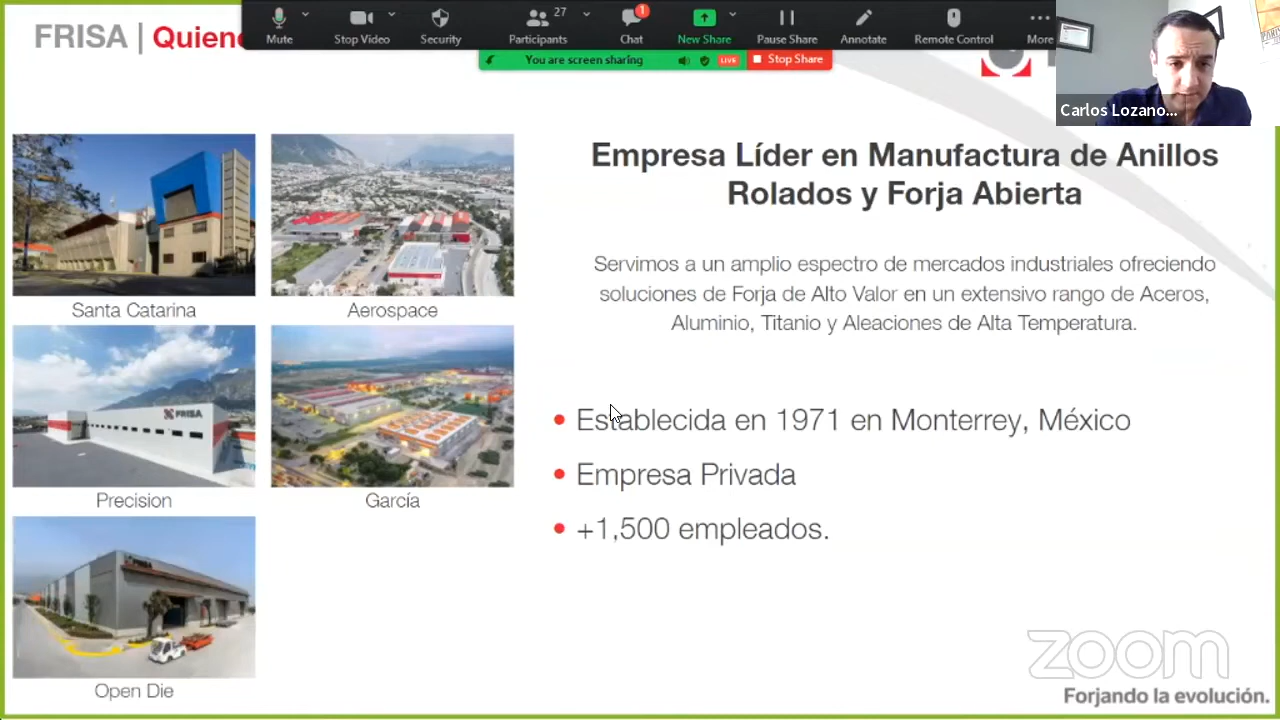 FRISA | Quien
Mute
Stop Video
Security
Participants
27
Chat
1
New Share
Pause Share
Annotate
Remote Control
More
You are screen sharing
LIVE
Stop Share
Carlos Lozano...
Empresa Líder en Manufactura de Anillos
Rolados y Forja Abierta
Servimos a un amplio espectro de mercados industriales ofreciendo
soluciones de Forja de Alto Valor en un extensivo rango de Aceros,
Aluminio, Titanio y Aleaciones de Alta Temperatura.
• Establecida en 1971 en Monterrey, México
• Empresa Privada
• +1,500 empleados.
Santa Catarina
Aerospace
FRISA
Precision
García
FRISA
Open Die
zoom
Forjando la evolución.